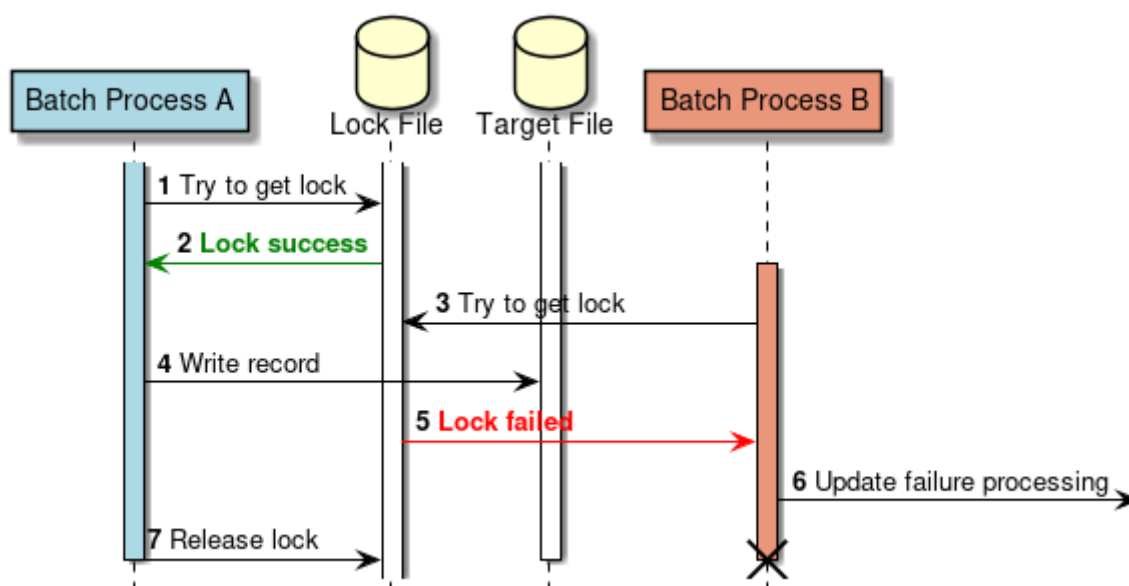 Batch Process A
Lock File
Target File
Batch Process B
1 Try to get lock
2 Lock success
3 Try to get lock
4 Write record
5 Lock failed
6 Update failure processing
7 Release lock